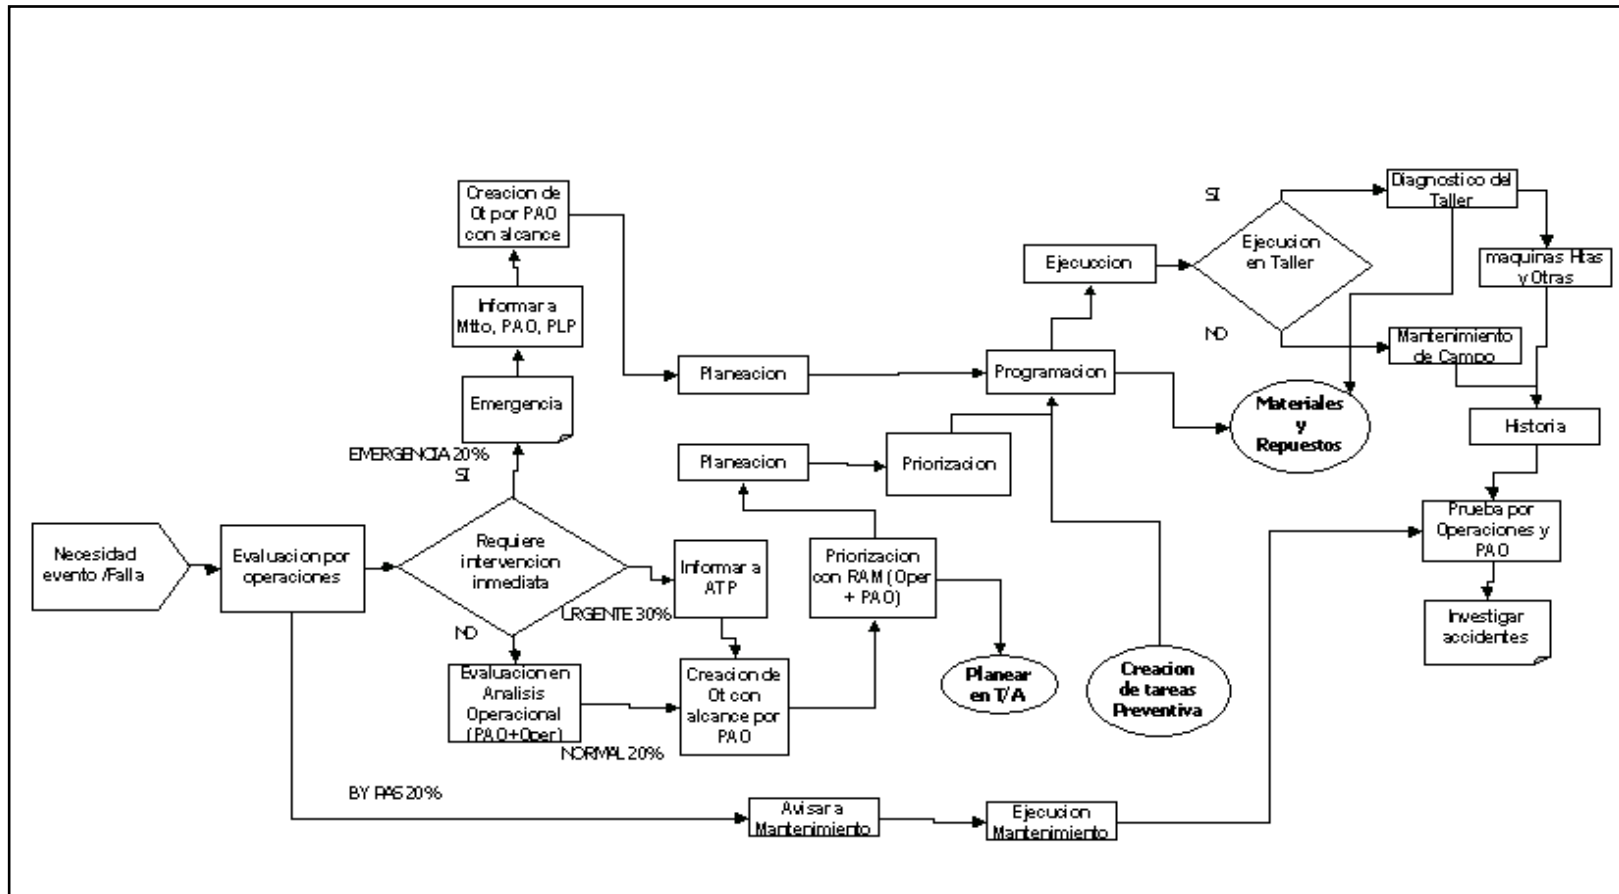 Creacion de
Ot por PAO
con alcance
Informar a
Mtto, PAO, PLP
Emergencia
EMERGENCIA 20%
SI
Necesidad
evento /Falla
Evaluacion por
operaciones
Requiere
intervencion
inmediata
NO
URGENTE 30%
Informar a
ATP
Evaluacion en
Analisis
Operacional
(PAO+Oper)
NORMAL 20%
Creacion de
Ot con
alcance por
PAO
BY PAS 20%
Planeacion
Planeacion
Priorizacion
Priorizacion
con RAM (Oper
+ PAO)
Planear
en T/A
Programacion
Creacion
de tareas
Preventiva
Avisar a
Mantenimiento
Ejecucion
Mantenimiento
Ejecuccion
SI
Ejecucion
en Taller
NO
Materiales
y
Repuestos
Diagnostico del
Taller
maquinas Htas
y Otras
Mantenimiento
de Campo
Historia
Prueba por
Operaciones y
PAO
Investigar
accidentes